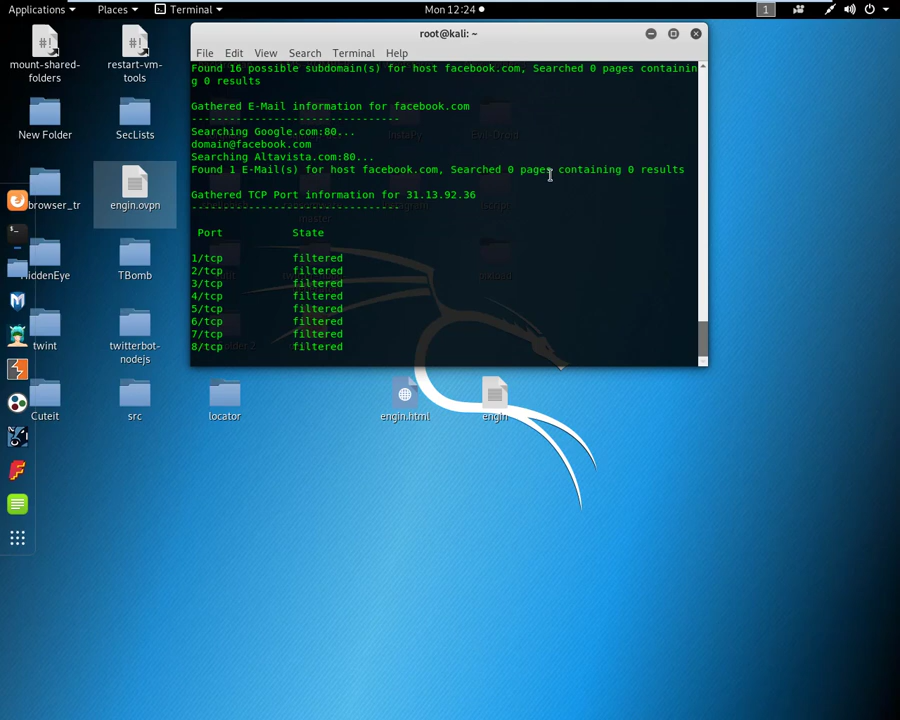 Applications
Places
Terminal
Mon 12:24
1
root@kali: ~
File Edit View Search Terminal Help
Found 16 possible subdomain(s) for host facebook.com, Searched 0 pages containin
g 0 results
Gathered E-Mail information for facebook.com
---------------------------------
Searching Google.com:80...
domain@facebook.com
Searching Altavista.com:80...
Found 1 E-Mail(s) for host facebook.com, Searched 0 pages containing 0 results
Gathered TCP Port information for 31.13.92.36
---------------------------------
Port State
1/tcp filtered
2/tcp filtered
3/tcp filtered
4/tcp filtered
5/tcp filtered
6/tcp filtered
7/tcp filtered
8/tcp filtered
mount-shared-
folders
restart-vm-
tools
New Folder
SecLists
browser_tr
engin.ovpn
HiddenEye
TBomb
twint
twitterbot-
nodejs
Cuteit
src
locator
engin.html
engin
InstaPy
Evil-Droid
master